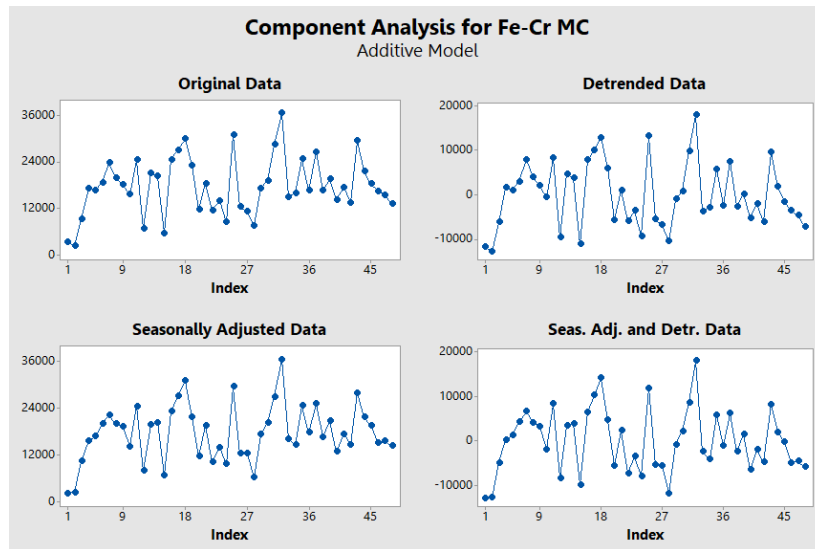 Component Analysis for Fe-Cr MC
Additive Model
Original Data
36000
24000
12000
0
1 9 18 27 36 45
Index
Detrended Data
20000
10000
0
-10000
1 9 18 27 36 45
Index
Seasonally Adjusted Data
36000
24000
12000
0
1 9 18 27 36 45
Index
Seas. Adj. and Detr. Data
20000
10000
0
-10000
1 9 18 27 36 45
Index